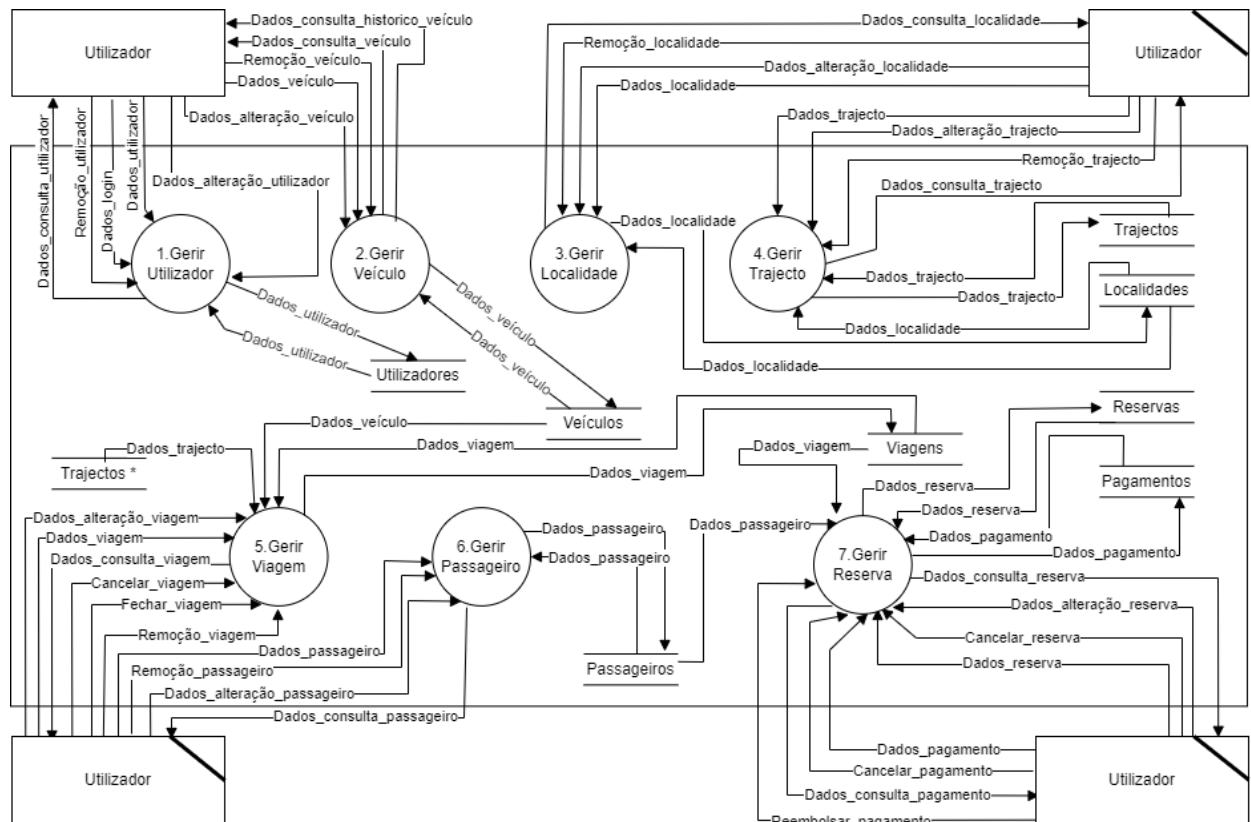 Utilizador
Dados_consulta_historico_veículo
Dados_consulta_veículo
Remoção_veículo
Dados_veículo
Dados_alteração_veículo
Dados_consulta_localidade
Remoção_localidade
Dados_alteração_localidade
Dados_localidade
Utilizador
Dados_trajecto
Dados_alteração_trajecto
Remoção_trajecto
Dados_consulta_trajecto
Dados_consulta_utilizador
Remoção_utilizador
Dados_login
Dados_utilizador
Dados_alteração_utilizador
1.Gerir
Utilizador
2.Gerir
Veículo
3.Gerir
Localidade
Dados_localidade
4.Gerir
Trajecto
Trajectos
Dados_trajecto
Dados_trajecto
Localidades
Dados_localidade
Dados_localidade
Dados_utilizador
Dados_utilizador
Utilizadores
Dados_veículo
Dados_veículo
Veículos
Dados_veículo
Dados_viagem
Dados_viagem
Dados_trajecto
Trajectos *
Viagens
Dados_viagem
Reservas
Dados_reserva
Dados_reserva
Pagamentos
Dados_pagamento
Dados_pagamento
Dados_alteração_viagem
Dados_viagem
Dados_consulta_viagem
Cancelar_viagem
Fechar_viagem
Remoção_viagem
5.Gerir
Viagem
6.Gerir
Passageiro
Dados_passageiro
Dados_passageiro
Dados_passageiro
7.Gerir
Reserva
Dados_consulta_reserva
Dados_alteração_reserva
Cancelar_reserva
Dados_reserva
Dados_passageiro
Remoção_passageiro
Dados_alteração_passageiro
Dados_consulta_passageiro
Passageiros
Utilizador
Dados_pagamento
Cancelar_pagamento
Dados_consulta_pagamento
Reembolsar_pagamento
Utilizador